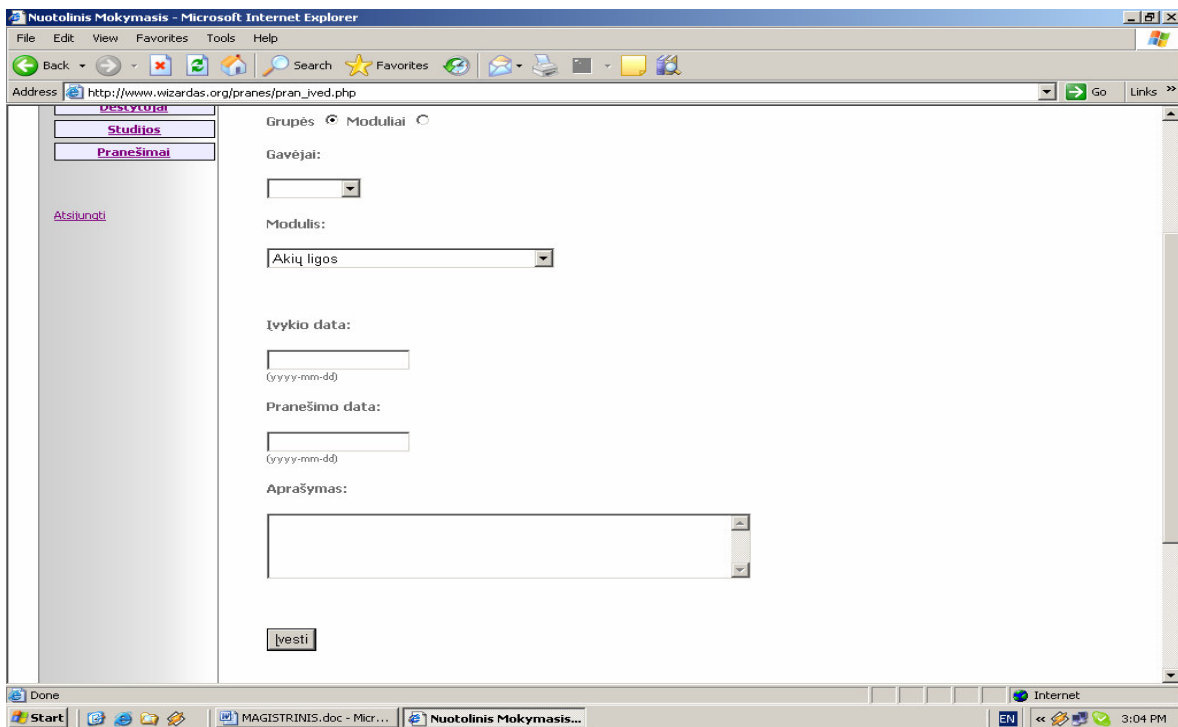 Nuotolinis Mokymasis - Microsoft Internet Explorer
File Edit View Favorites Tools Help
Back Search Favorites
Address http://www.wizardas.org/pranes/pran_ived.php Go Links »
Dėstytojai
Studijos
Pranešimai
Atsijungti
Grupės Moduliai
Gavėjai:
Modulis:
Akių ligos
Įvykio data:
(yyyy-mm-dd)
Pranešimo data:
(yyyy-mm-dd)
Aprašymas:
Įvesti
Done Internet
Start MAGISTRINIS.doc - Micr... Nuotolinis Mokymasis... EN « 3:04 PM